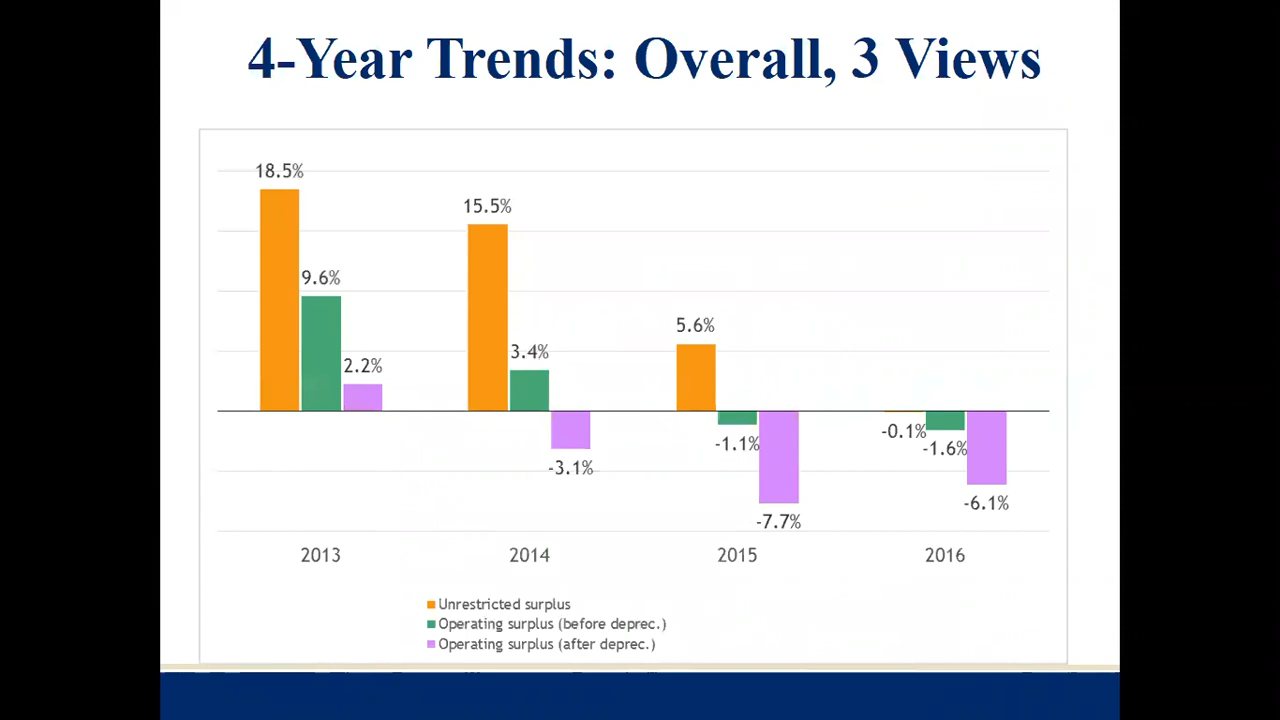 4-Year Trends: Overall, 3 Views
18.5%
15.5%
9.6%
5.6%
3.4%
2.2%
-0.1%
-1.1%
-1.6%
-3.1%
-6.1%
-7.7%
2013 2014 2015 2016
Unrestricted surplus
Operating surplus (before deprec.)
Operating surplus (after deprec.)